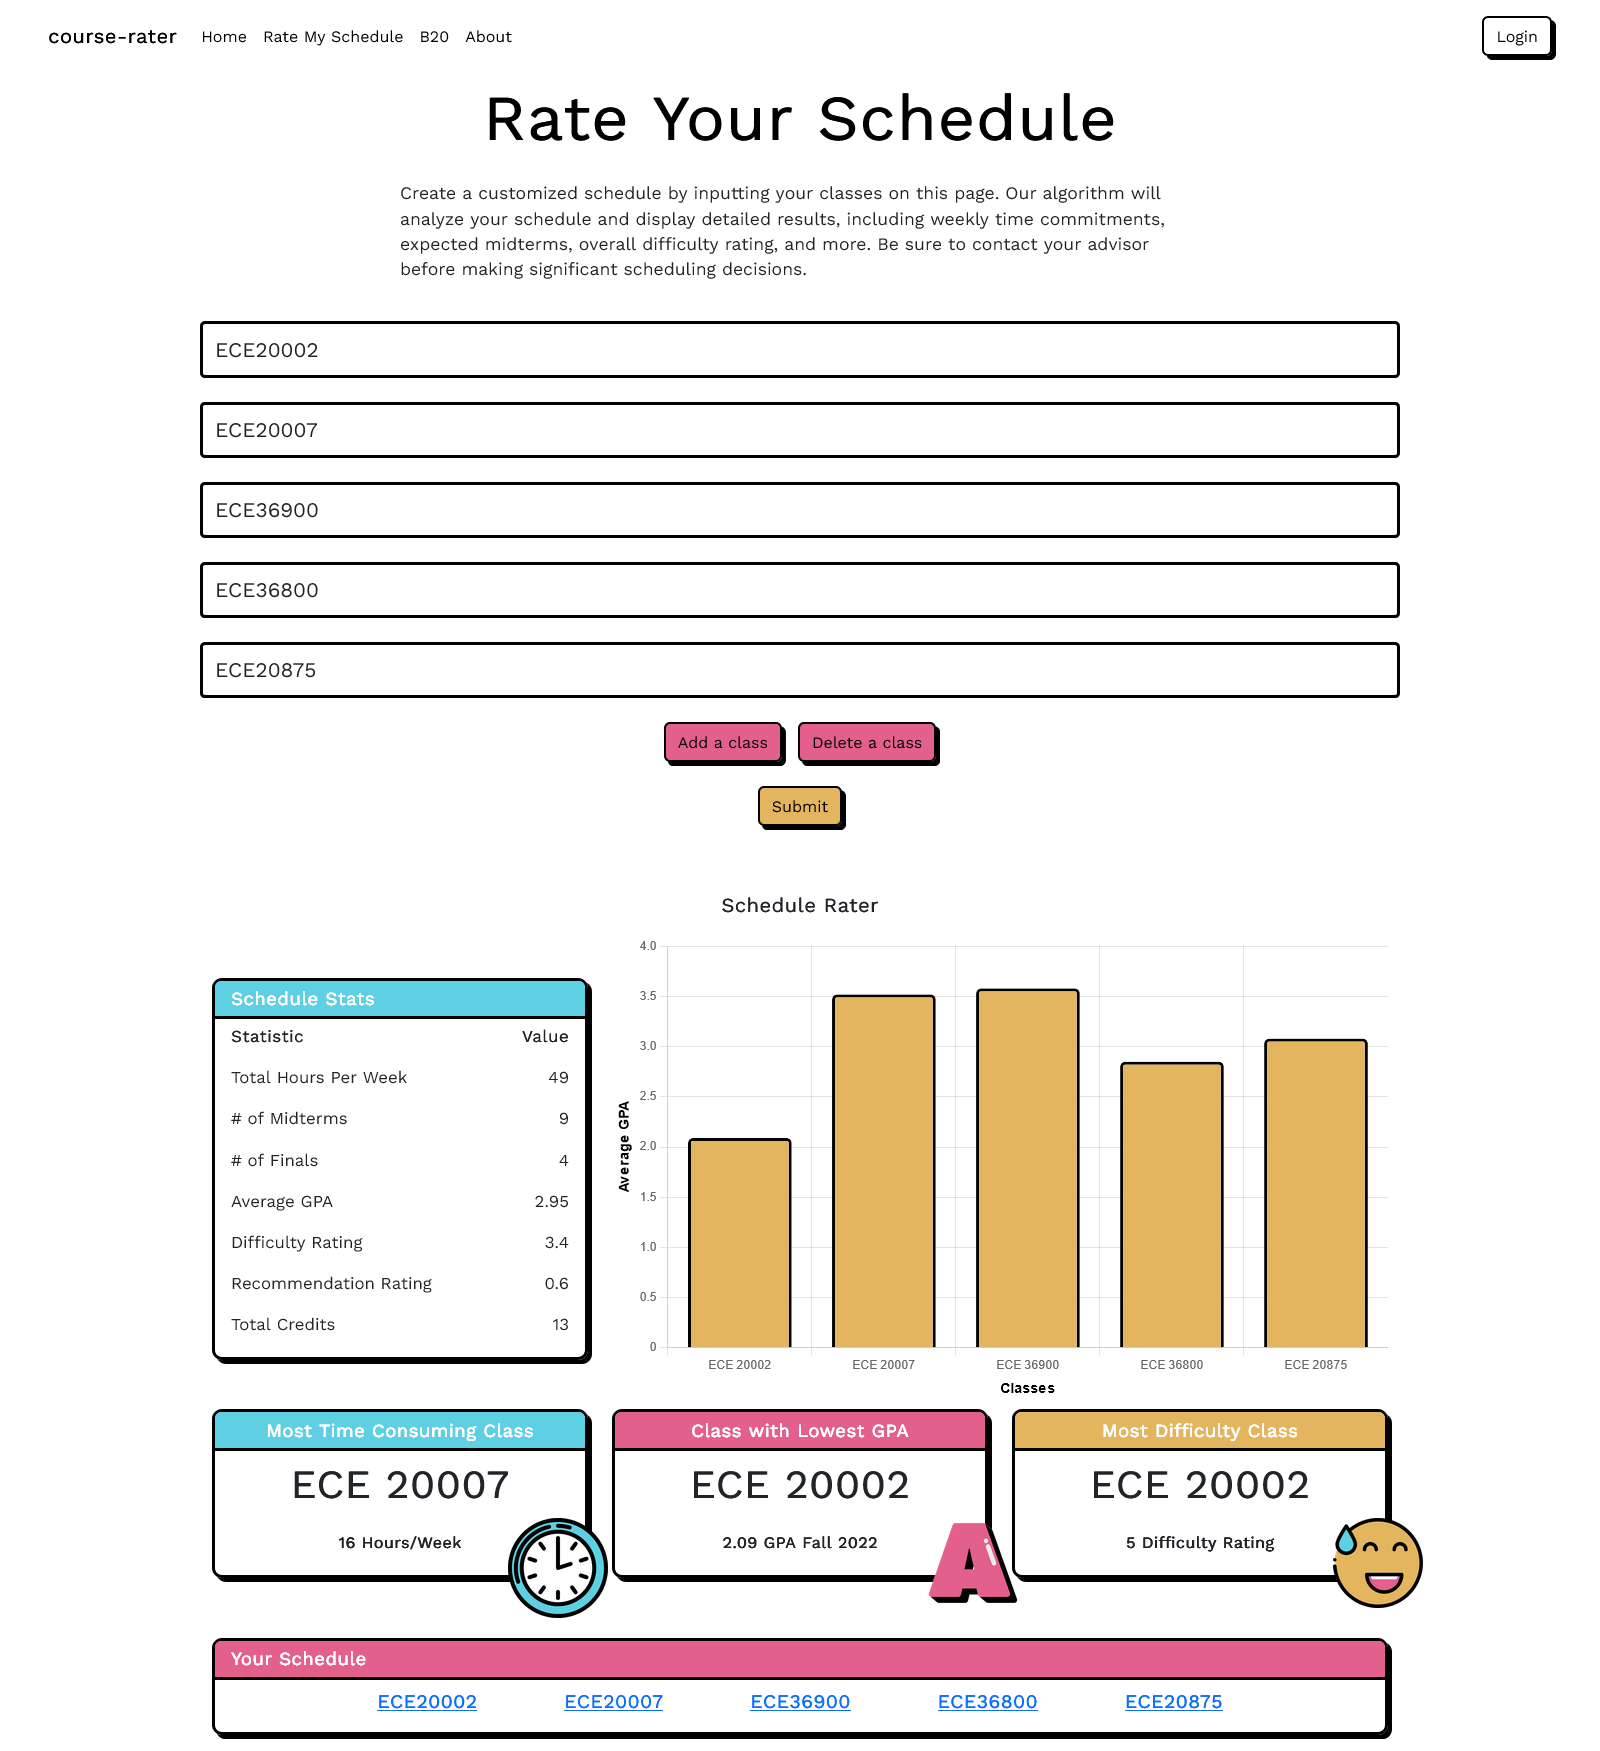 course-rater Home Rate My Schedule B20 About Login
Rate Your Schedule
Create a customized schedule by inputting your classes on this page. Our algorithm will
analyze your schedule and display detailed results, including weekly time commitments,
expected midterms, overall difficulty rating, and more. Be sure to contact your advisor
before making significant scheduling decisions.
ECE20002
ECE20007
ECE36900
ECE36800
ECE20875
Add a class Delete a class
Submit
Schedule Rater
Schedule Stats
Statistic Value
Total Hours Per Week 49
# of Midterms 9
# of Finals 4
Average GPA 2.95
Difficulty Rating 3.4
Recommendation Rating 0.6
Total Credits 13
Average GPA
4.0
3.5
3.0
2.5
2.0
1.5
1.0
0.5
0
ECE 20002 ECE 20007 ECE 36900 ECE 36800 ECE 20875
Classes
Most Time Consuming Class
ECE 20007
16 Hours/Week
Class with Lowest GPA
ECE 20002
2.09 GPA Fall 2022
A
Most Difficulty Class
ECE 20002
5 Difficulty Rating
Your Schedule
ECE20002 ECE20007 ECE36900 ECE36800 ECE20875